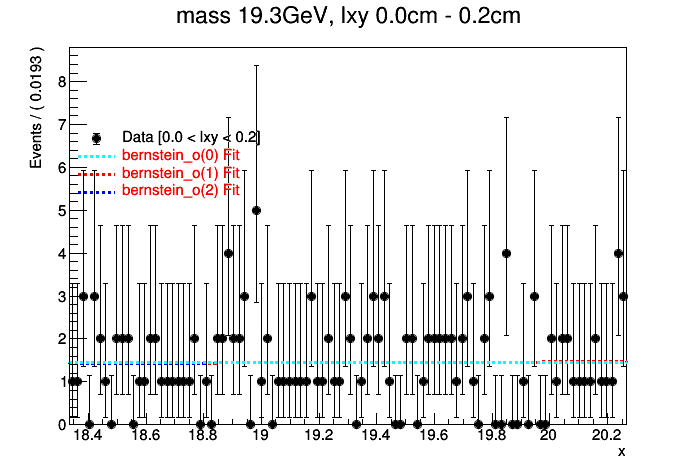 mass 19.3GeV, lxy 0.0cm - 0.2cm
Events / ( 0.0193 )
8
7
6
5
4
3
2
1
0
Data [0.0 < lxy < 0.2]
bernstein_o(0) Fit
bernstein_o(1) Fit
bernstein_o(2) Fit
18.4 18.6 18.8 19 19.2 19.4 19.6 19.8 20 20.2
x